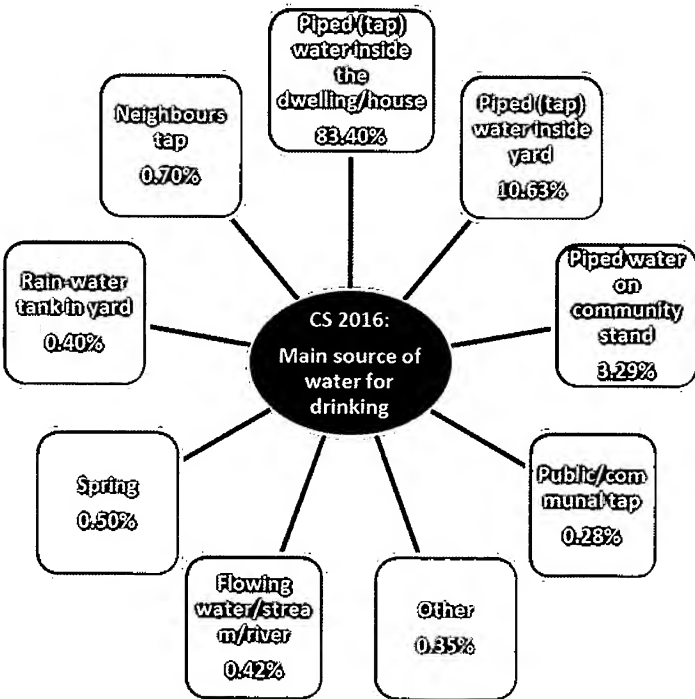 Piped (tap)
water inside
the
dwelling/house
83.40%
Piped (tap)
water inside
yard
10.63%
Piped water
on
community
stand
3.29%
Public/com
munal tap
0.28%
Other
0.35%
Flowing
water/strea
m/river
0.42%
Spring
0.50%
Rain-water
tank in yard
0.40%
Neighbours
tap
0.70%
CS 2016:
Main source of
water for
drinking